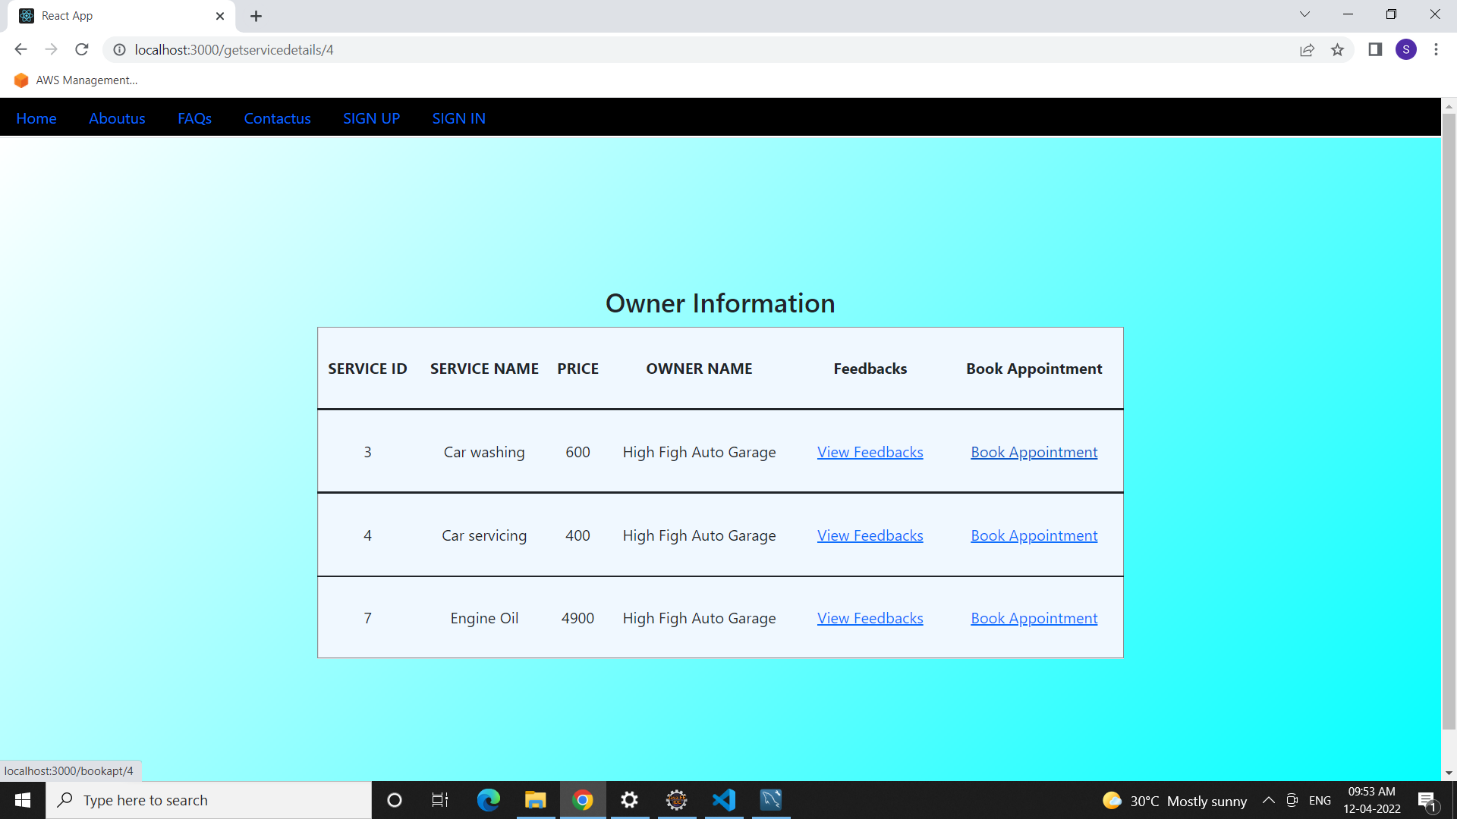 React App
localhost:3000/getservicedetails/4
S
AWS Management...
Home Aboutus FAQs Contactus SIGN UP SIGN IN
Owner Information
SERVICE ID SERVICE NAME PRICE OWNER NAME Feedbacks Book Appointment
3 Car washing 600 High Figh Auto Garage View Feedbacks Book Appointment
4 Car servicing 400 High Figh Auto Garage View Feedbacks Book Appointment
7 Engine Oil 4900 High Figh Auto Garage View Feedbacks Book Appointment
localhost:3000/bookapt/4
Type here to search
30°C Mostly sunny
ENG
09:53 AM
12-04-2022
1